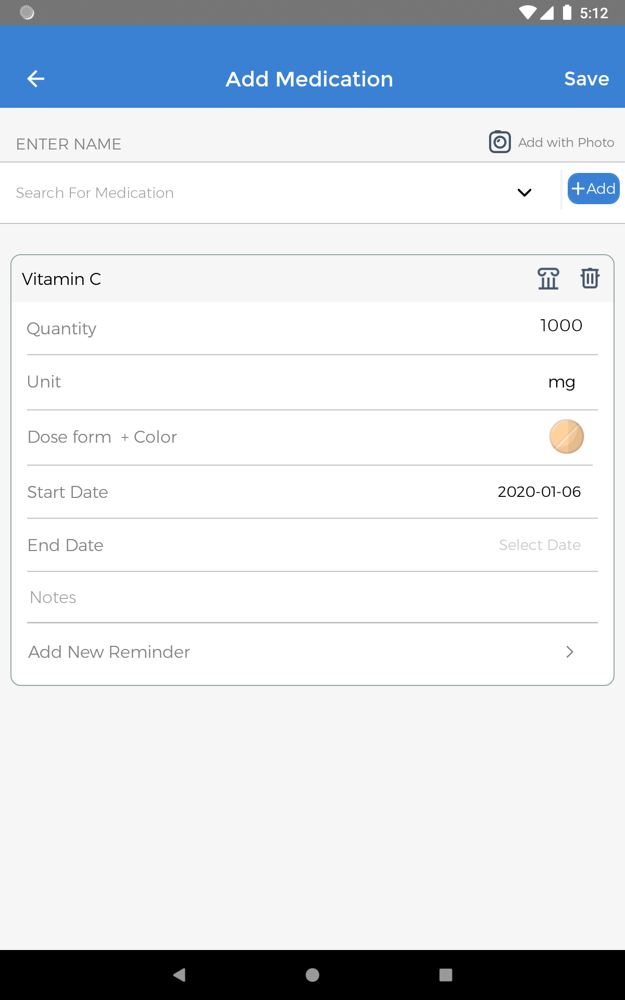 5:12
Add Medication
Save
ENTER NAME
Add with Photo
Search For Medication
+Add
Vitamin C
Quantity
1000
Unit
mg
Dose form + Color
Start Date
2020-01-06
End Date
Select Date
Notes
Add New Reminder